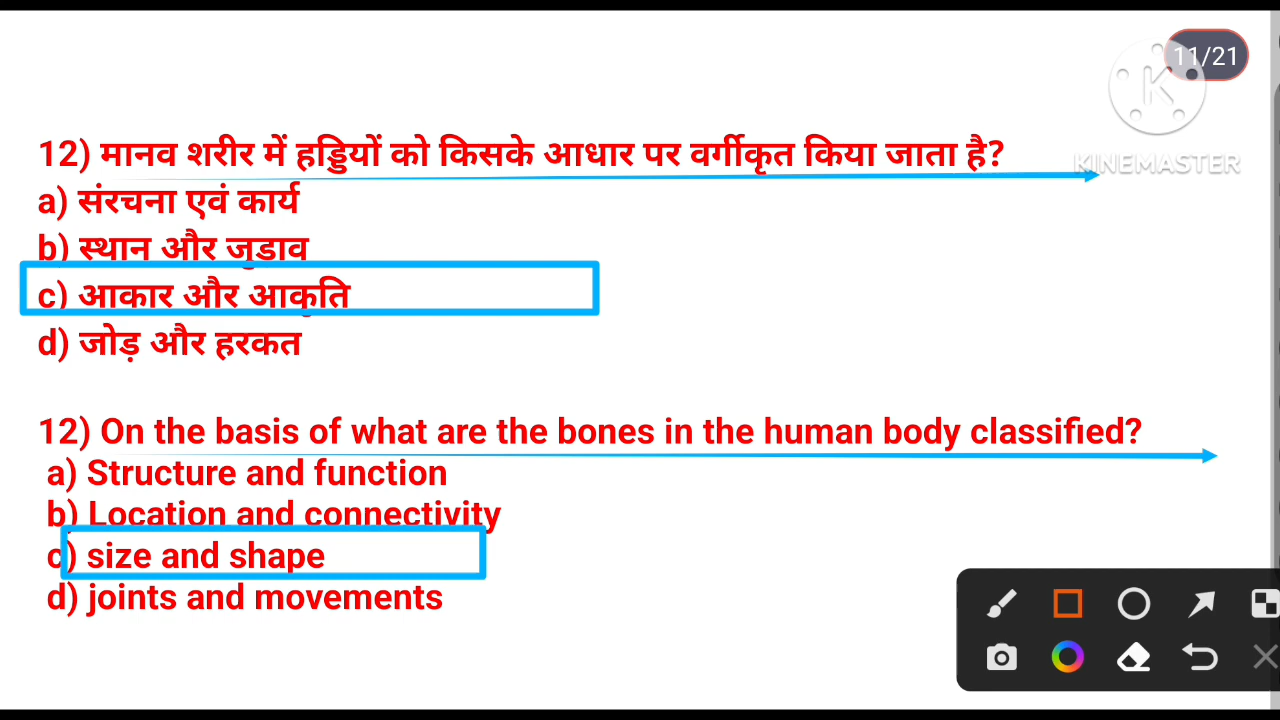 11/21
KINEMASTER
12) मानव शरीर में हड्डियों को किसके आधार पर वर्गीकृत किया जाता है?
a) संरचना एवं कार्य
b) स्थान और जुडाव
c) आकार और आकृति
d) जोड़ और हरकत
12) On the basis of what are the bones in the human body classified?
a) Structure and function
b) Location and connectivity
c) size and shape
d) joints and movements